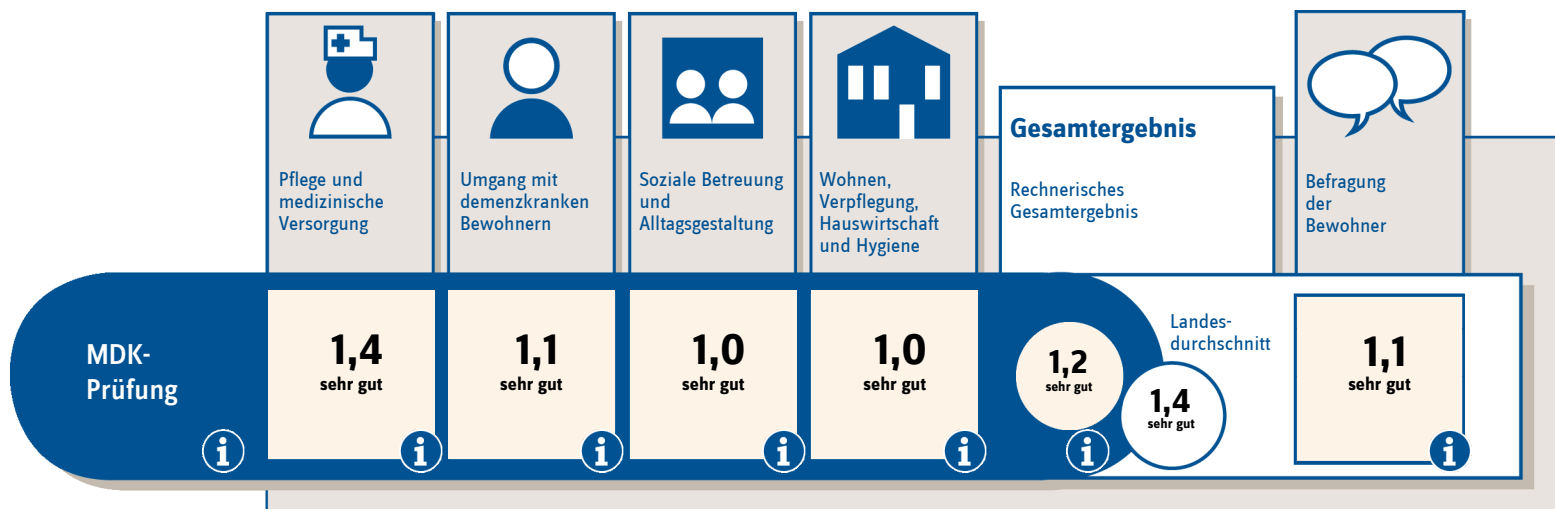 Pflege und
medizinische
Versorgung
Umgang mit
demenzkranken
Bewohnern
Soziale Betreuung
und
Alltagsgestaltung
Wohnen,
Verpflegung,
Hauswirtschaft
und Hygiene
Gesamtergebnis
Rechnerisches
Gesamtergebnis
Befragung
der
Bewohner
MDK-
Prüfung
i
1,4
sehr gut
i
1,1
sehr gut
i
1,0
sehr gut
i
1,0
sehr gut
i
1,2
sehr gut
i
Landes-
durchschnitt
1,4
sehr gut
1,1
sehr gut
i